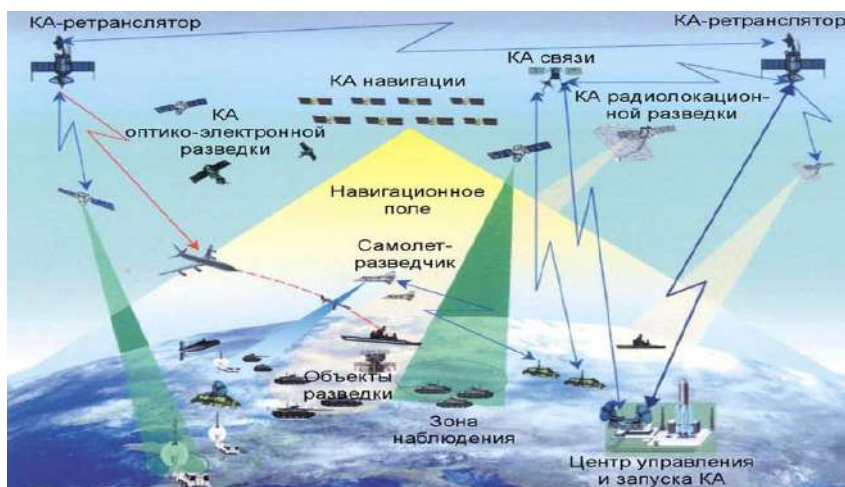 КА-ретранслятор
КА-ретранслятор
КА связи
КА навигации
КА
оптико-электронной
разведки
КА радиолокацион-
ной разведки
Навигационное
поле
Самолет-
разведчик
Объекты
разведки
Зона
наблюдения
Центр управления
и запуска КА